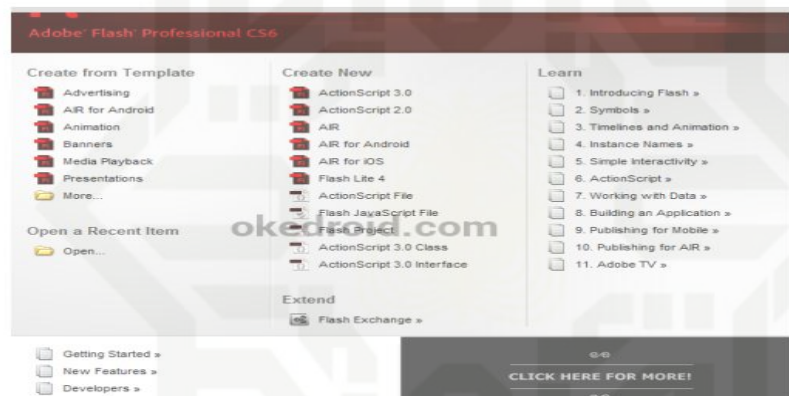 Adobe® Flash® Professional CS6
Create from Template
Advertising
AIR for Android
Animation
Banners
Media Playback
Presentations
More...
Open a Recent Item
Open...
Create New
ActionScript 3.0
ActionScript 2.0
AIR
AIR for Android
AIR for iOS
Flash Lite 4
ActionScript File
Flash JavaScript File
Flash Project
ActionScript 3.0 Class
ActionScript 3.0 Interface
Extend
Flash Exchange »
Learn
1. Introducing Flash »
2. Symbols »
3. Timelines and Animation »
4. Instance Names »
5. Simple Interactivity »
6. ActionScript »
7. Working with Data »
8. Building an Application »
9. Publishing for Mobile »
10. Publishing for AIR »
11. Adobe TV »
okedroid.com
Getting Started »
New Features »
Developers »
CLICK HERE FOR MORE!